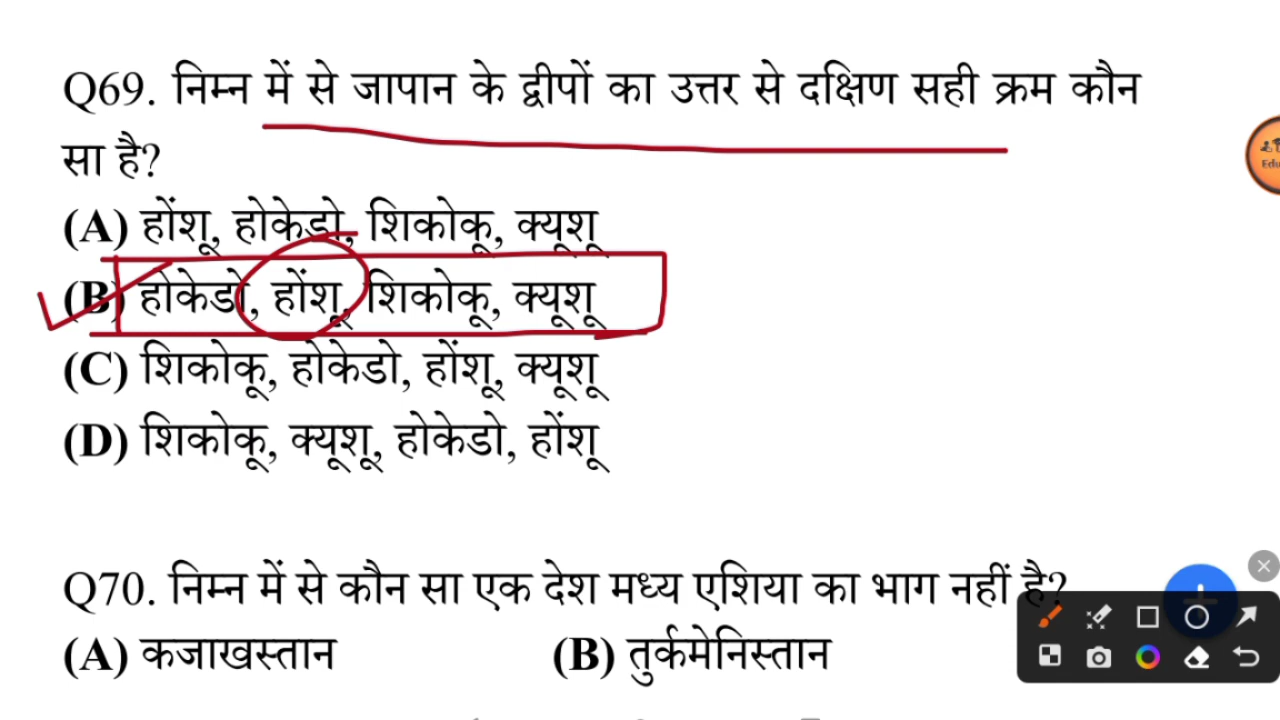 Q69. निम्न में से जापान के द्वीपों का उत्तर से दक्षिण सही क्रम कौन
सा है?
(A) होंशू, होकेडो, शिकोकू, क्यूशू
(B) होकेडो, होंशू, शिकोकू, क्यूशू
(C) शिकोकू, होकेडो, होंशू, क्यूशू
(D) शिकोकू, क्यूशू, होकेडो, होंशू
Q70. निम्न में से कौन सा एक देश मध्य एशिया का भाग नहीं है?
(A) कजाखस्तान (B) तुर्कमेनिस्तान